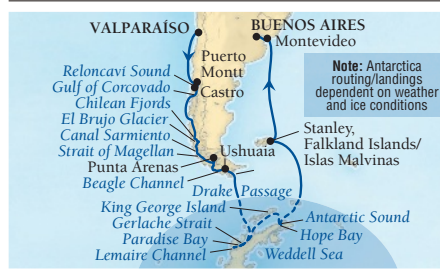 VALPARAÍSO
BUENOS AIRES
Montevideo
Puerto
Montt
Note: Antarctica
routing/landings
dependent on weather
and ice conditions
Reloncaví Sound
Gulf of Corcovado
Castro
Chilean Fjords
El Brujo Glacier
Canal Sarmiento
Strait of Magellan
Stanley,
Falkland Islands/
Islas Malvinas
Ushuaia
Punta Arenas
Beagle Channel
Drake Passage
King George Island
Antarctic Sound
Gerlache Strait
Hope Bay
Paradise Bay
Weddell Sea
Lemaire Channel